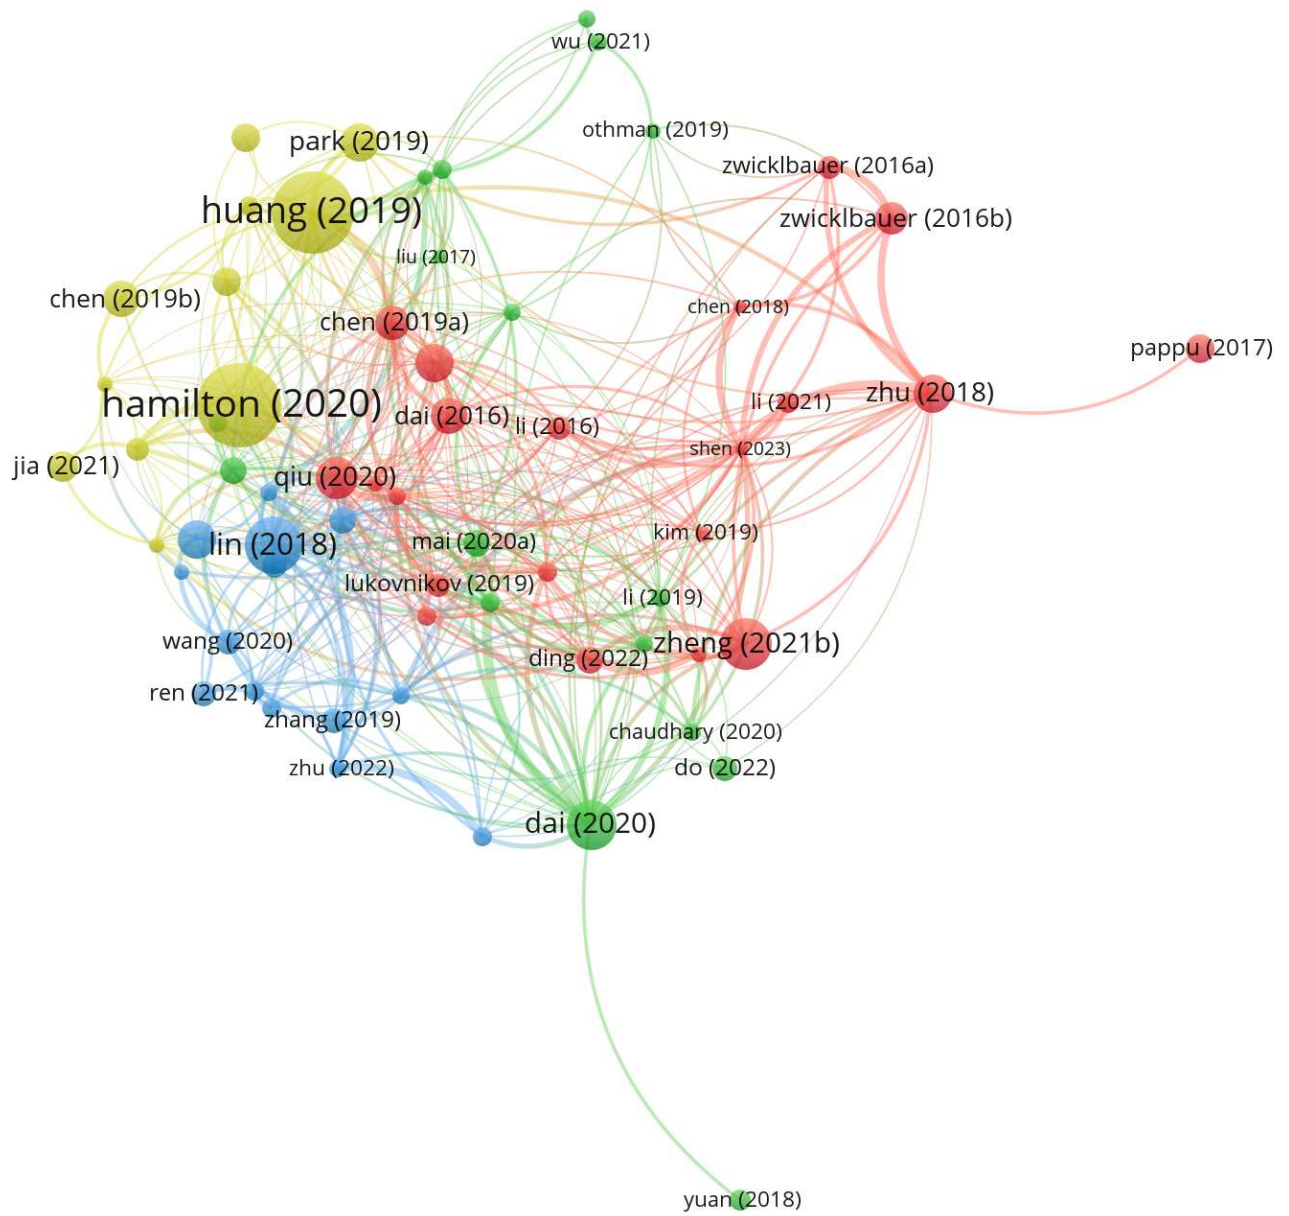 wu (2021)
othman (2019)
park (2019)
zwicklbauer (2016a)
huang (2019)
zwicklbauer (2016b)
liu (2017)
chen (2019b)
chen (2018)
chen (2019a)
pappu (2017)
hamilton (2020)
zhu (2018)
li (2021)
dai (2016)
li (2016)
shen (2023)
jia (2021)
qiu (2020)
kim (2019)
lin (2018)
mai (2020a)
lukovnikov (2019)
li (2019)
wang (2020)
zheng (2021b)
ding (2022)
ren (2021)
zhang (2019)
chaudhary (2020)
zhu (2022)
do (2022)
dai (2020)
yuan (2018)